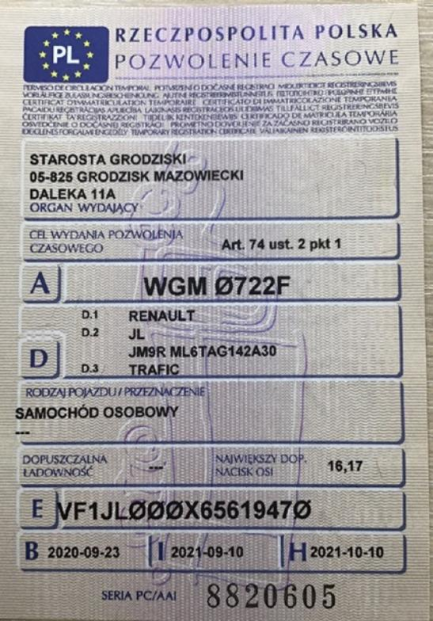 PL
RZECZPOSPOLITA POLSKA
POZWOLENIE CZASOWE
STAROSTA GRODZISKI
05-825 GRODZISK MAZOWIECKI
DALEKA 11A
ORGAN WYDAJĄCY
CEL WYDANIA POZWOLENIA
CZASOWEGO
Art. 74 ust. 2 pkt 1
A WGM Ø722F
D.1 RENAULT
D.2 JL
JM9R ML6TAG142A30
D
D.3 TRAFIC
RODZAJ POJAZDU / PRZEZNACZENIE
SAMOCHÓD OSOBOWY
---
DOPUSZCZALNA
ŁADOWNOŚĆ
---
NAJWIĘKSZY DOP.
NACISK OSI
16,17
E VF1JLØØØX6561947Ø
B 2020-09-23 I 2021-09-10 H 2021-10-10
SERIA PC/AAI 8820605